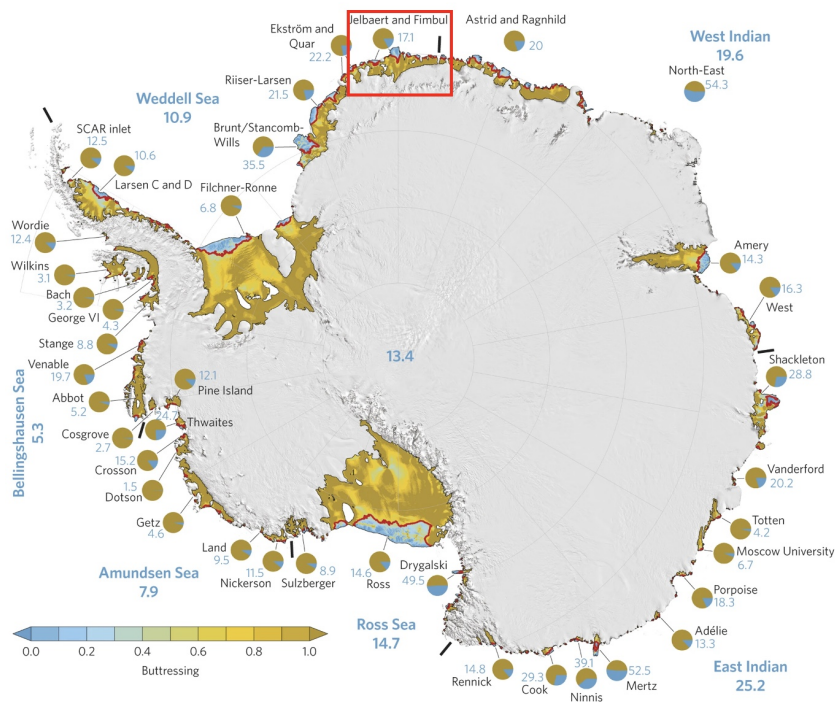 Jelbaert and Fimbul
17.1
Astrid and Ragnhild
20
Ekström and
Quar
22.2
West Indian
19.6
North-East
54.3
Riiser-Larsen
21.5
Weddell Sea
10.9
SCAR inlet
12.5
10.6
Larsen C and D
Brunt/Stancomb-
Wills
35.5
Filchner-Ronne
6.8
Wordie
12.4
Wilkins
3.1
Bach
3.2
George VI
4.3
Stange 8.8
Venable
19.7
Abbot
5.2
Bellingshausen Sea
5.3
12.1
Pine Island
24.7
Thwaites
Cosgrove
2.7
Crosson
15.2
Dotson
1.5
Getz
4.6
13.4
Amery
14.3
16.3
West
Shackleton
28.8
Vanderford
20.2
Totten
4.2
Moscow University
6.7
Porpoise
18.3
Adélie
13.3
East Indian
25.2
Land
9.5
Nickerson
11.5
Sulzberger
8.9
14.6
Ross
Drygalski
49.5
Amundsen Sea
7.9
Ross Sea
14.7
14.8
Rennick
29.3
Cook
39.1
Ninnis
52.5
Mertz
0.0 0.2 0.4 0.6 0.8 1.0
Buttressing